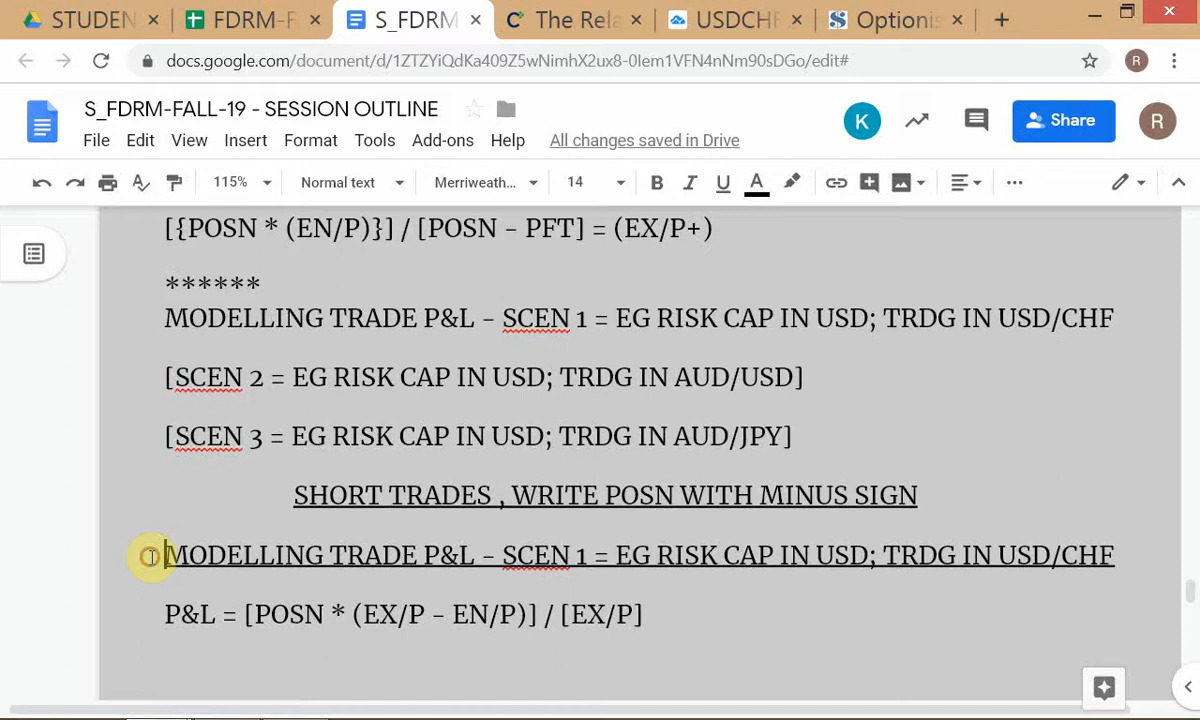 STUDEN
FDRM-F
S_FDRM
The Rela
USDCHF
Optionis
docs.google.com/document/d/1ZTZYiQdKa409Z5wNimhX2ux8-0Iem1VFN4nNm90sDGo/edit#
R
S_FDRM-FALL-19 - SESSION OUTLINE
File Edit View Insert Format Tools Add-ons Help All changes saved in Drive
K
Share
R
115% Normal text Merriweath... 14 B I U A
[{POSN * (EN/P)}] / [POSN - PFT] = (EX/P+)
******
MODELLING TRADE P&L - SCEN 1 = EG RISK CAP IN USD; TRDG IN USD/CHF
[SCEN 2 = EG RISK CAP IN USD; TRDG IN AUD/USD]
[SCEN 3 = EG RISK CAP IN USD; TRDG IN AUD/JPY]
SHORT TRADES , WRITE POSN WITH MINUS SIGN
MODELLING TRADE P&L - SCEN 1 = EG RISK CAP IN USD; TRDG IN USD/CHF
P&L = [POSN * (EX/P - EN/P)] / [EX/P]